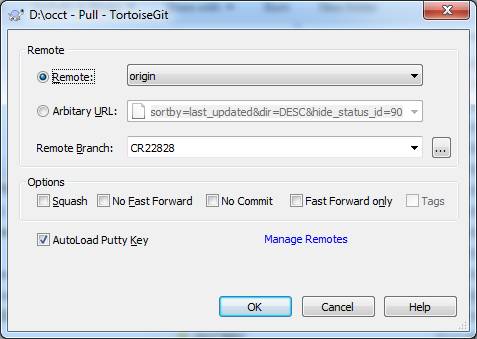 D:\occt - Pull - TortoiseGit
Remote
Remote: origin
Arbitary URL: sortby=last_updated&dir=DESC&hide_status_id=90
Remote Branch: CR22828 ...
Options
Squash No Fast Forward No Commit Fast Forward only Tags
AutoLoad Putty Key Manage Remotes
OK Cancel Help